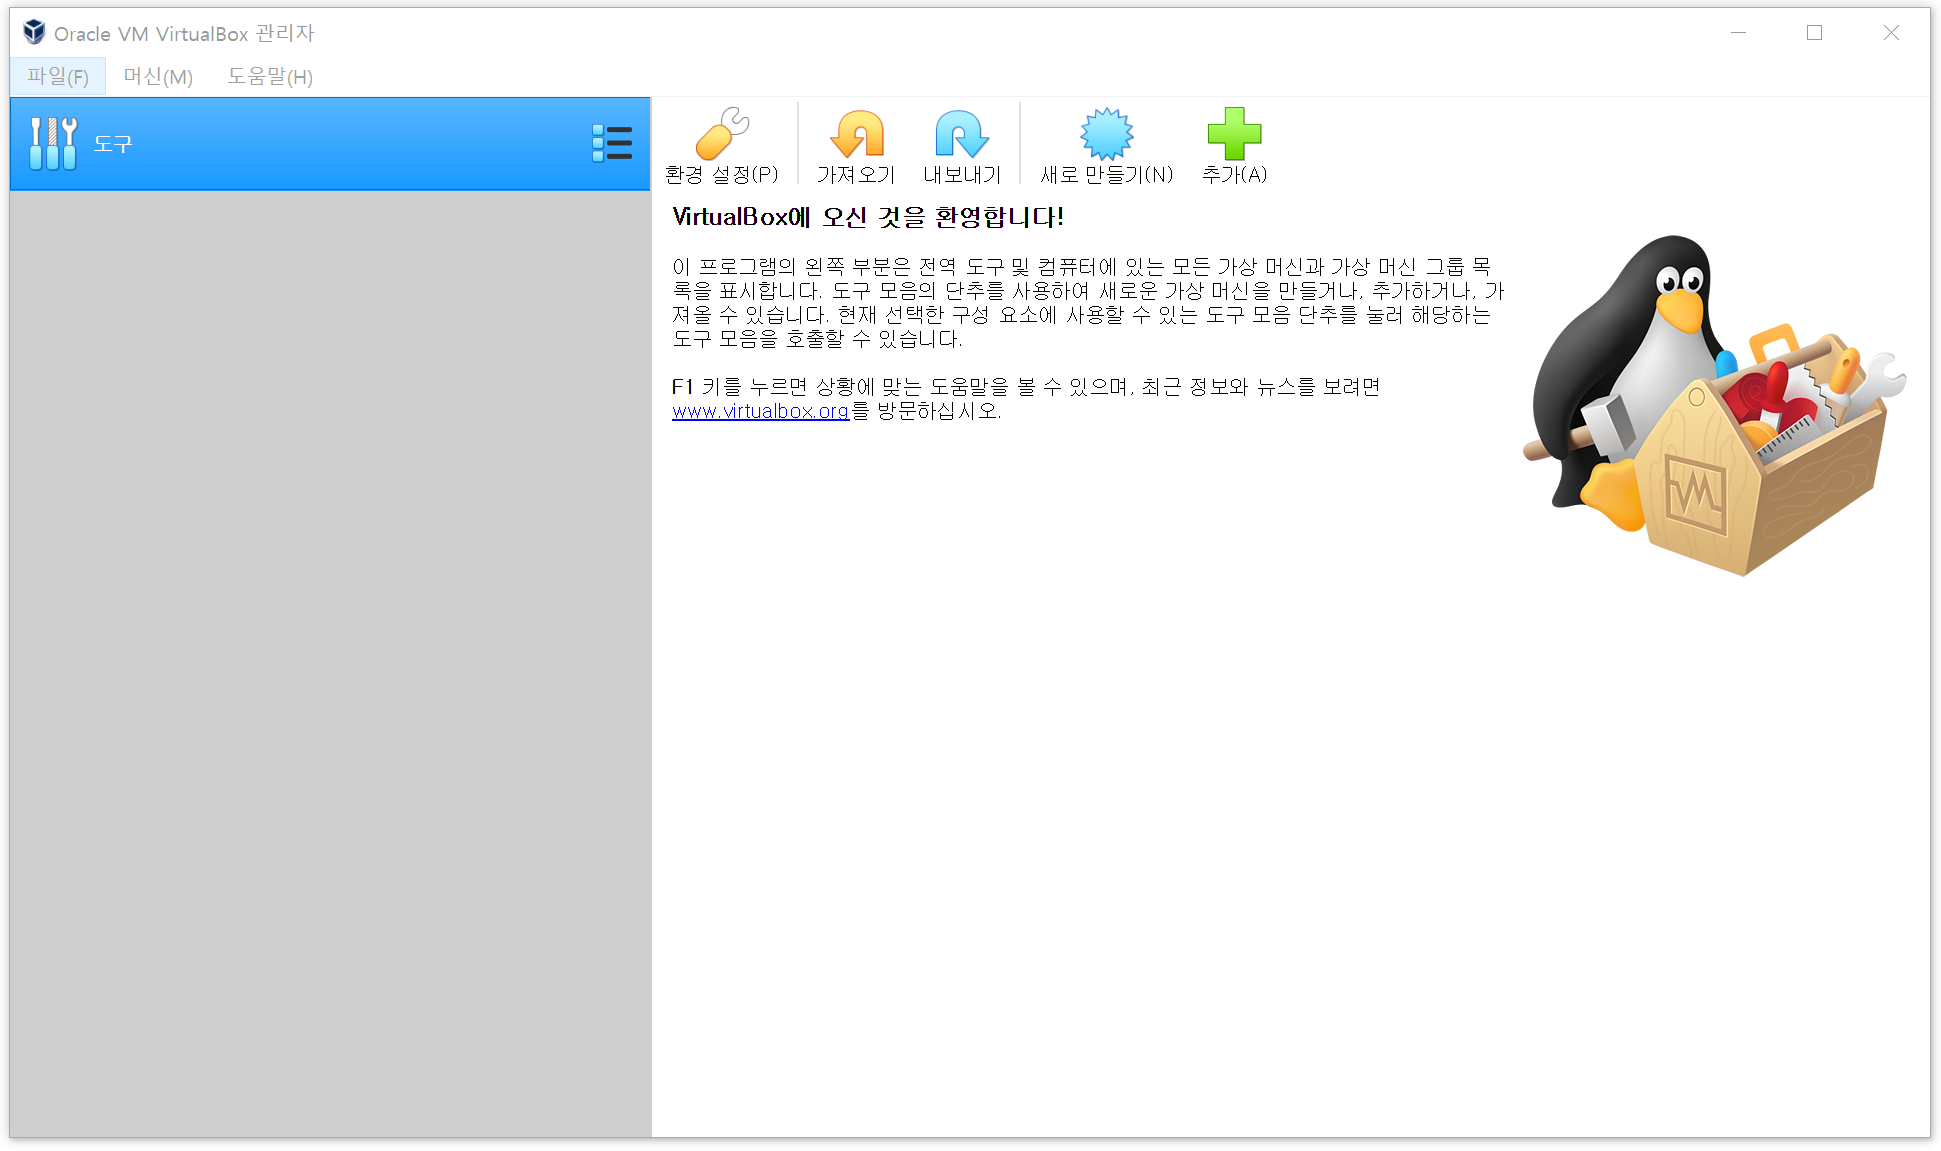 Oracle VM VirtualBox 관리자
파일(F) 머신(M) 도움말(H)
도구
환경 설정(P) 가져오기 내보내기 새로 만들기(N) 추가(A)
VirtualBox에 오신 것을 환영합니다!
이 프로그램의 왼쪽 부분은 전역 도구 및 컴퓨터에 있는 모든 가상 머신과 가상 머신 그룹 목
록을 표시합니다. 도구 모음의 단추를 사용하여 새로운 가상 머신을 만들거나, 추가하거나, 가
져올 수 있습니다. 현재 선택한 구성 요소에 사용할 수 있는 도구 모음 단추를 눌러 해당하는
도구 모음을 호출할 수 있습니다.
F1 키를 누르면 상황에 맞는 도움말을 볼 수 있으며, 최근 정보와 뉴스를 보려면
www.virtualbox.org를 방문하십시오.